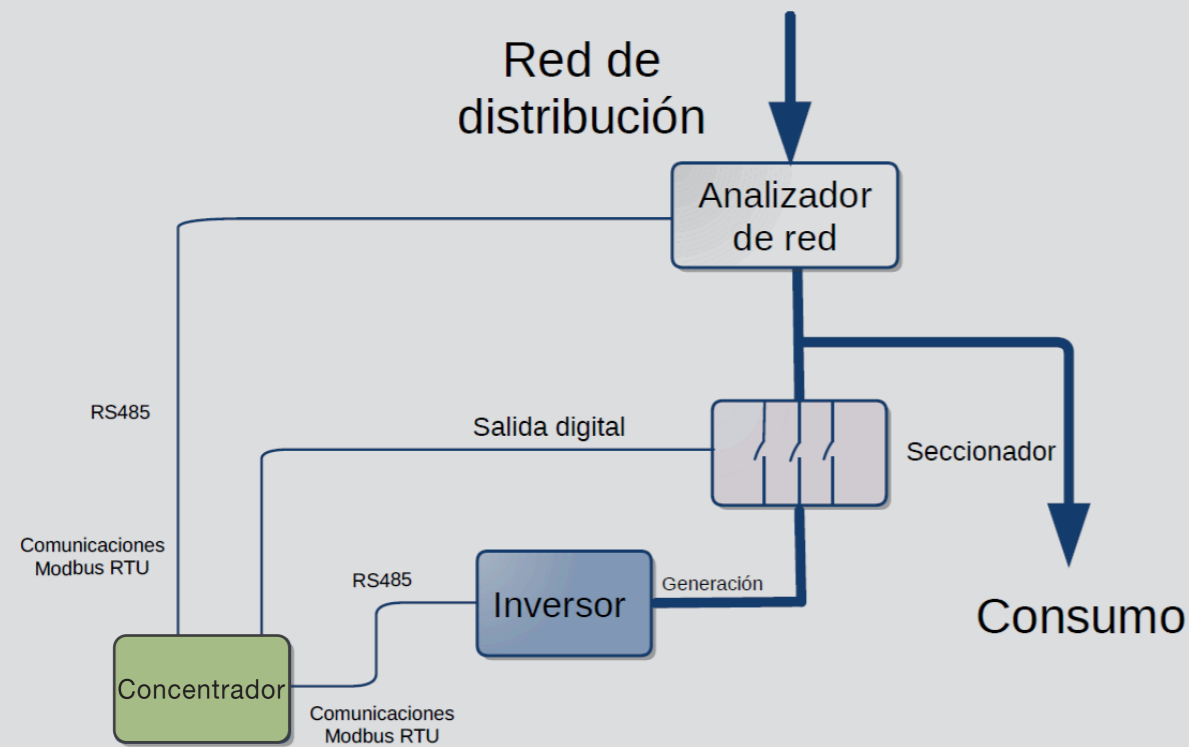 Red de
distribución
Analizador
de red
RS485
Salida digital
Seccionador
Comunicaciones
Modbus RTU
RS485
Generación
Inversor
Consumo
Concentrador
Comunicaciones
Modbus RTU